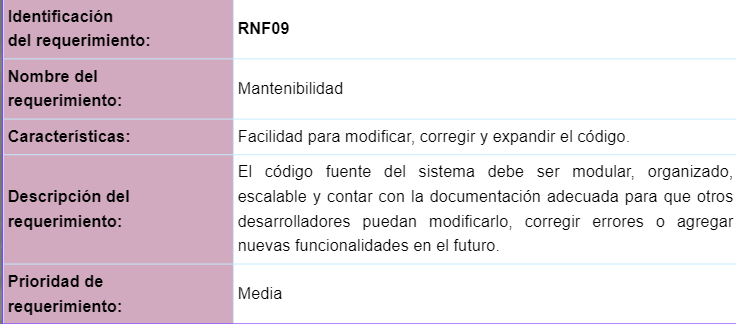 Identificación
del requerimiento:
RNF09
Nombre del
requerimiento:
Mantenibilidad
Características:
Facilidad para modificar, corregir y expandir el código.
Descripción del
requerimiento:
El código fuente del sistema debe ser modular, organizado,
escalable y contar con la documentación adecuada para que otros
desarrolladores puedan modificarlo, corregir errores o agregar
nuevas funcionalidades en el futuro.
Prioridad de
requerimiento:
Media